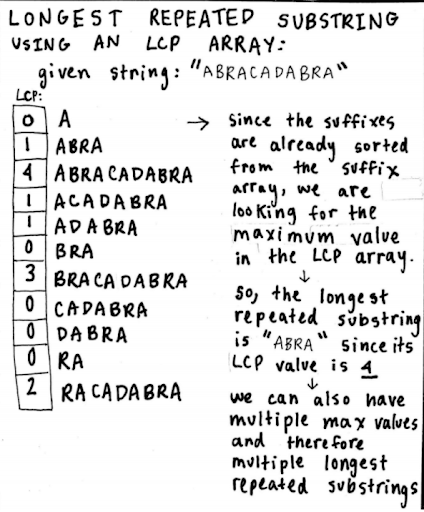 LONGEST REPEATED SUBSTRING
USING AN LCP ARRAY:
given string: "ABRACADABRA"
LCP:
0 A
1 ABRA
4 ABRACADABRA
1 ACADABRA
1 ADABRA
0 BRA
3 BRACADABRA
0 CADABRA
0 DABRA
0 RA
2 RACADABRA
→ since the suffixes
are already sorted
from the suffix
array, we are
looking for the
maximum value
in the LCP array.
↓
so, the longest
repeated substring
is "ABRA" since its
LCP value is 4
↓
we can also have
multiple max values
and therefore
multiple longest
repeated substrings